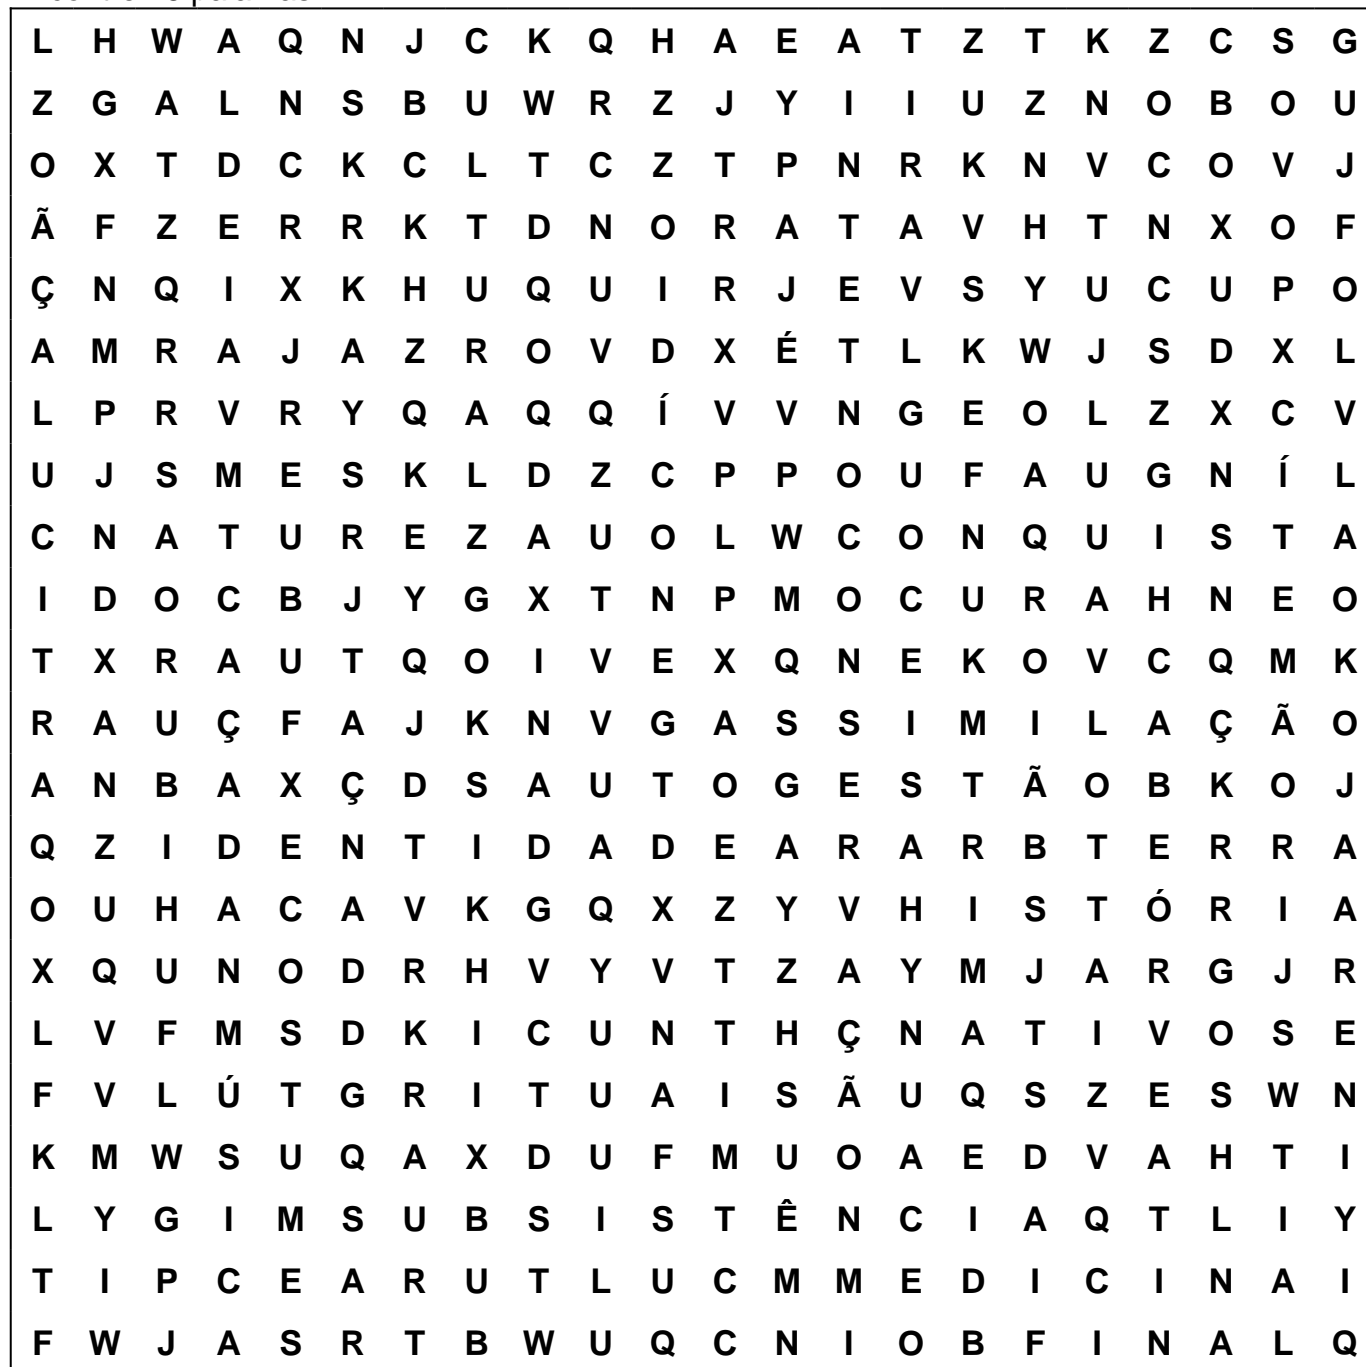 L H W A Q N J C K Q H A E A T Z T K Z C S G
Z G A L N S B U W R Z J Y I I U Z N O B O U
O X T D C K C L T C Z T P N R K N V C O V J
Ã F Z E R R K T D N O R A T A V H T N X O F
Ç N Q I X K H U Q U I R J E V S Y U C U P O
A M R A J A Z R O V D X É T L K W J S D X L
L P R V R Y Q A Q Q Í V V N G E O L Z X C V
U J S M E S K L D Z C P P O U F A U G N Í L
C N A T U R E Z A U O L W C O N Q U I S T A
I D O C B J Y G X T N P M O C U R A H N E O
T X R A U T Q O I V E X Q N E K O V C Q M K
R A U Ç F A J K N V G A S S I M I L A Ç Ã O
A N B A X Ç D S A U T O G E S T Ã O B K O J
Q Z I D E N T I D A D E A R A R B T E R R A
O U H A C A V K G Q X Z Y V H I S T Ó R I A
X Q U N O D R H V Y V T Z A Y M J A R G J R
L V F M S D K I C U N T H Ç N A T I V O S E
F V L Ú T G R I T U A I S Ã U Q S Z E S W N
K M W S U Q A X D U F M U O A E D V A H T I
L Y G I M S U B S I S T Ê N C I A Q T L I Y
T I P C E A R U T L U C M M E D I C I N A I
F W J A S R T B W U Q C N I O B F I N A L Q